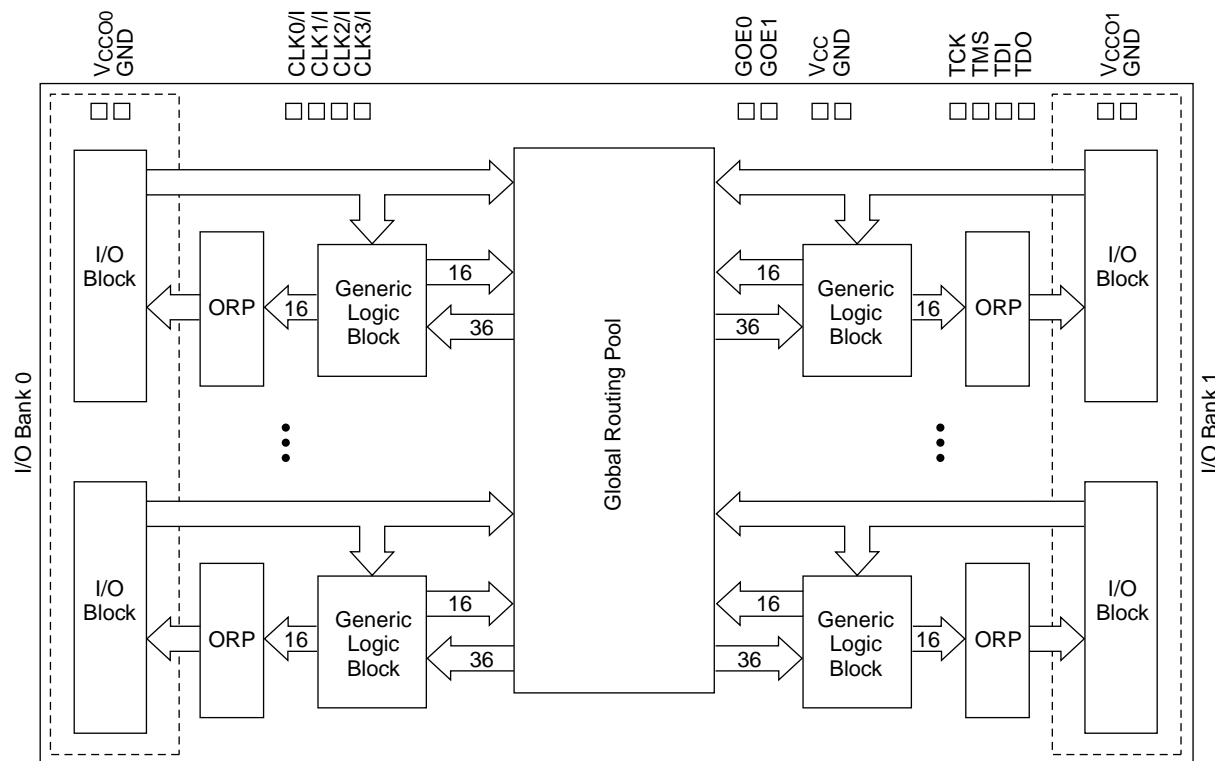 VCCO0
GND
CLK0/I
CLK1/I
CLK2/I
CLK3/I
GOE0
GOE1
VCC
GND
TCK
TMS
TDI
TDO
VCCO1
GND
I/O Bank 0
I/O
Block
ORP
16
Generic
Logic
Block
16
36
Global Routing Pool
16
36
Generic
Logic
Block
16
ORP
I/O
Block
I/O Bank 1
I/O
Block
ORP
16
Generic
Logic
Block
16
36
16
36
Generic
Logic
Block
16
ORP
I/O
Block